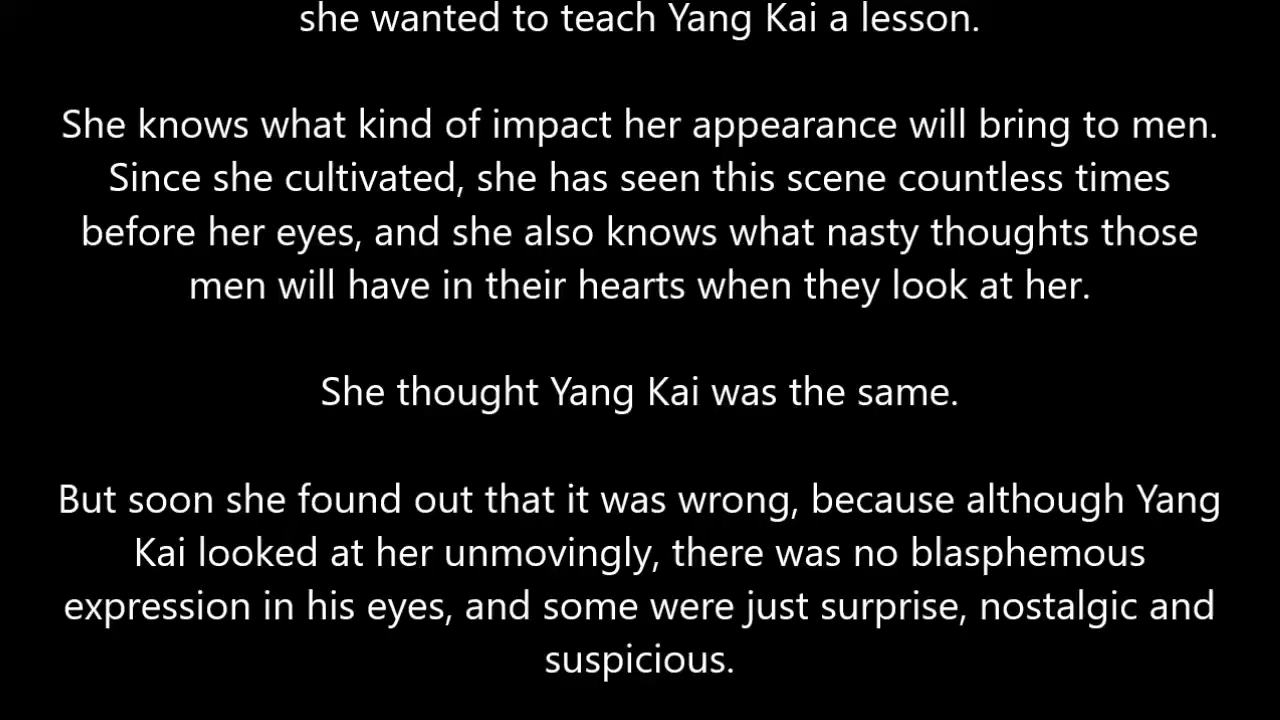 she wanted to teach Yang Kai a lesson.
She knows what kind of impact her appearance will bring to men.
Since she cultivated, she has seen this scene countless times
before her eyes, and she also knows what nasty thoughts those
men will have in their hearts when they look at her.
She thought Yang Kai was the same.
But soon she found out that it was wrong, because although Yang
Kai looked at her unmovingly, there was no blasphemous
expression in his eyes, and some were just surprise, nostalgic and
suspicious.